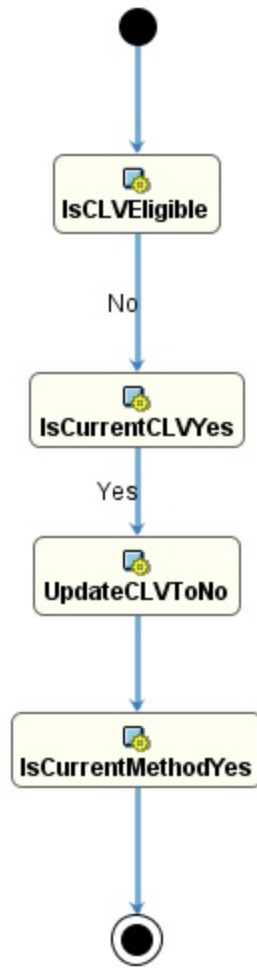 IsCLVEligible
No
IsCurrentCLVYes
Yes
UpdateCLVToNo
IsCurrentMethodYes